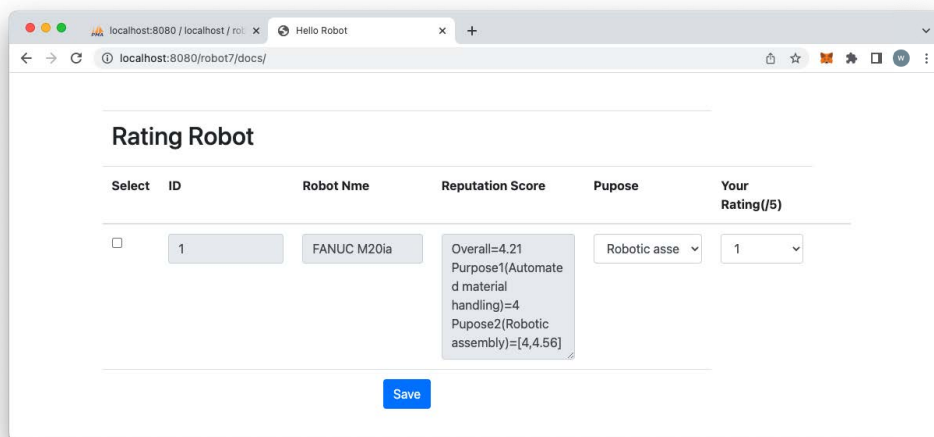 localhost:8080 / localhost / rob
Hello Robot
localhost:8080/robot7/docs/
W
Rating Robot
Select ID Robot Nme Reputation Score Pupose Your
Rating(/5)
1 FANUC M20ia Overall=4.21 Robotic asse 1
Purpose1(Automate
d material
handling)=4
Pupose2(Robotic
assembly)=[4,4.56]
Save